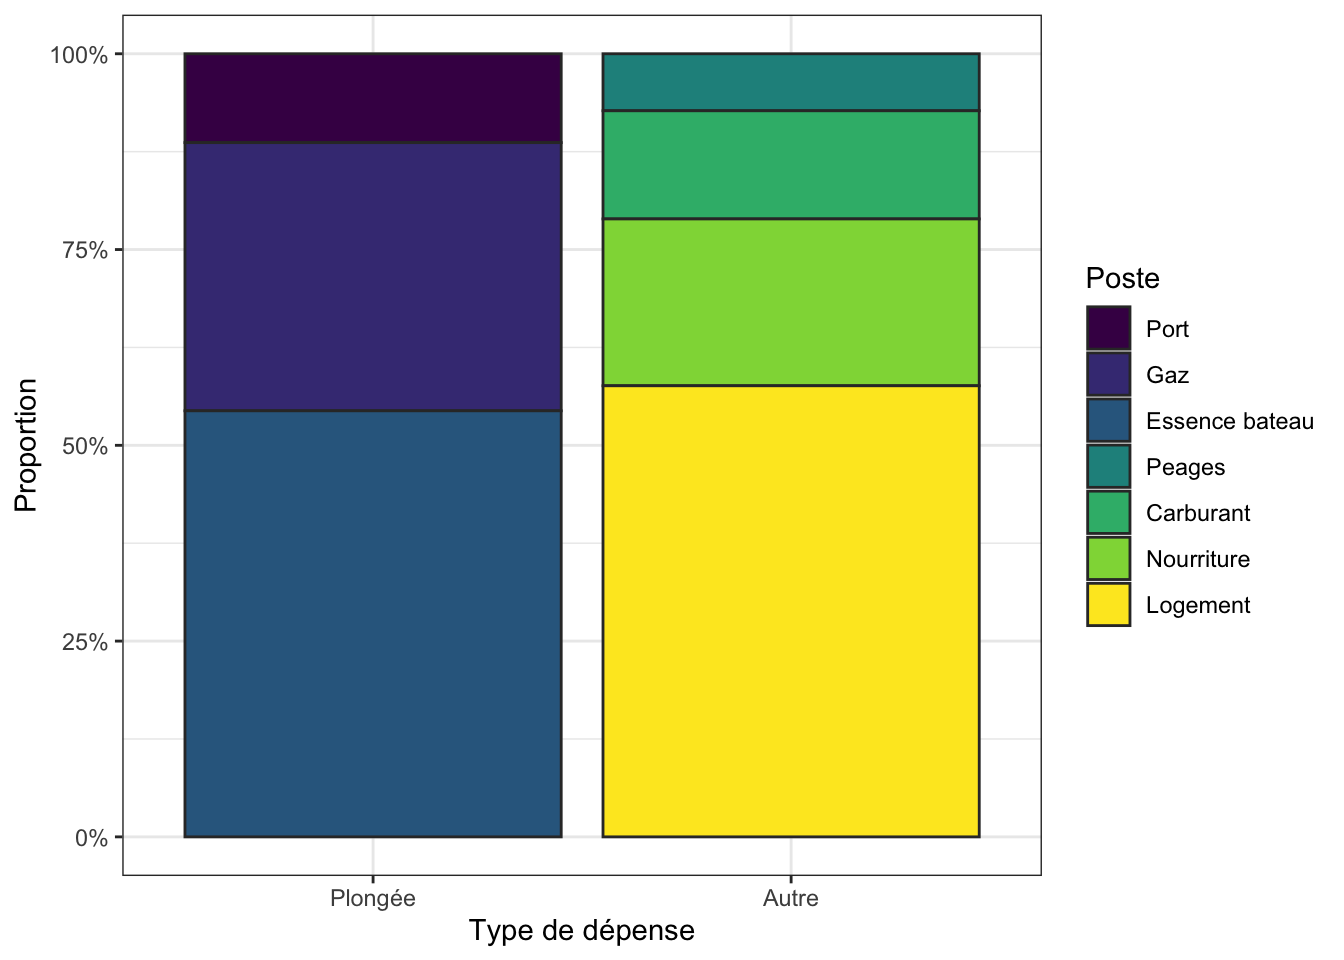 100%
75%
50%
25%
0%
Proportion
Plongée
Autre
Type de dépense
Poste
Port
Gaz
Essence bateau
Peages
Carburant
Nourriture
Logement